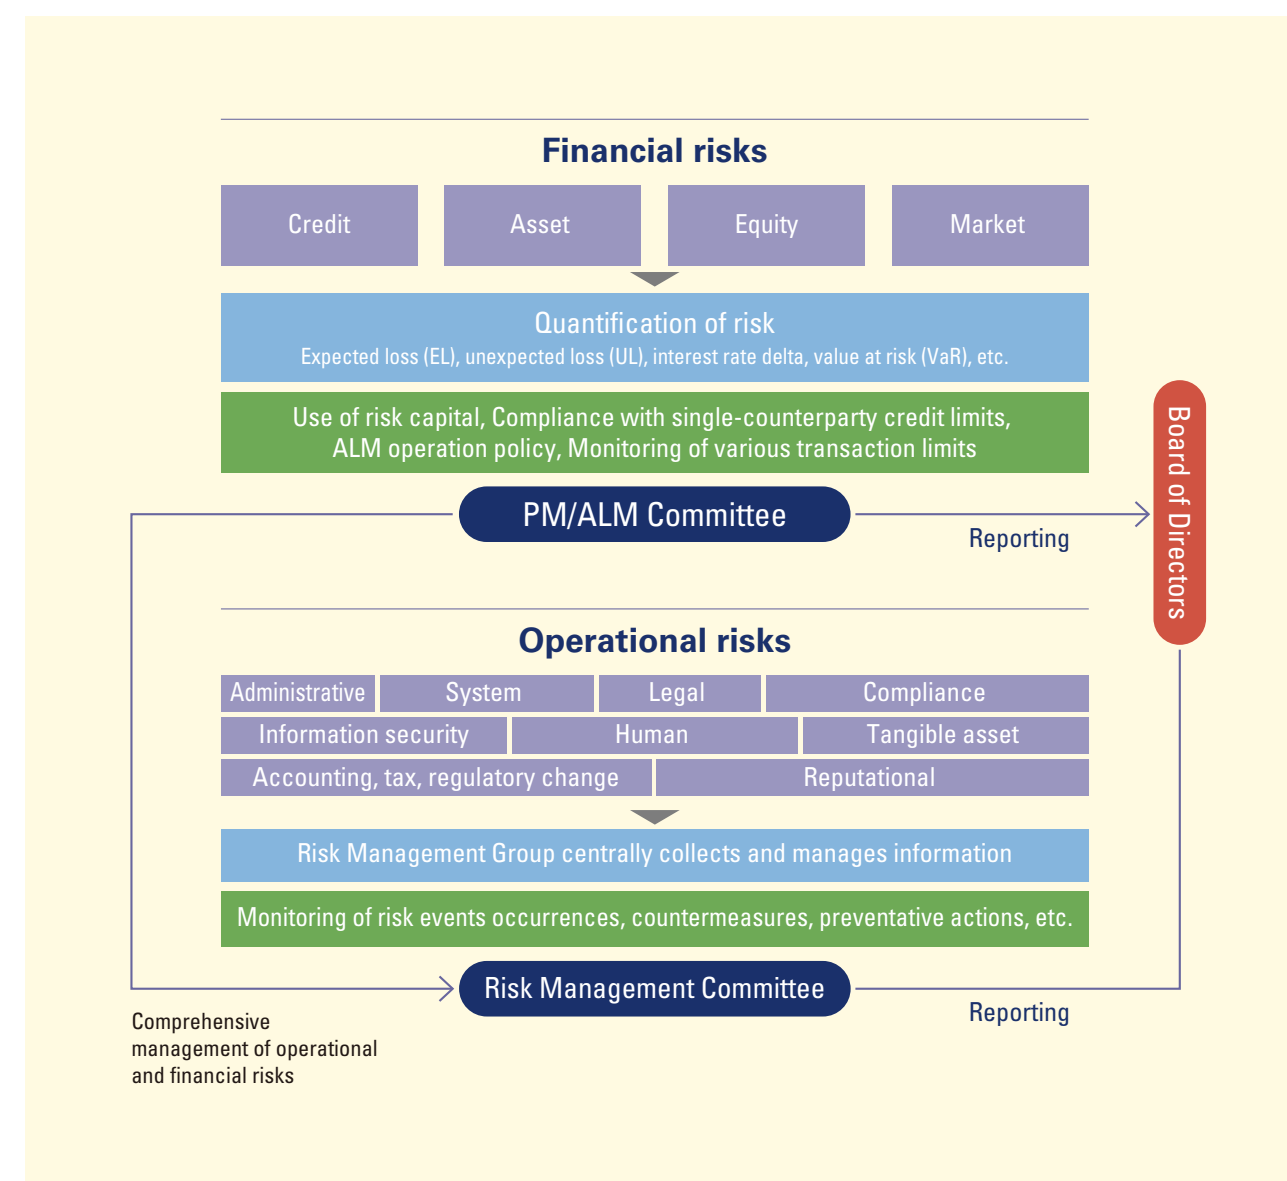 Financial risks
Credit
Asset
Equity
Market
Quantification of risk
Expected loss (EL), unexpected loss (UL), interest rate delta, value at risk (VaR), etc.
Use of risk capital, Compliance with single-counterparty credit limits,
ALM operation policy, Monitoring of various transaction limits
PM/ALM Committee
Reporting
Board of Directors
Operational risks
Administrative
System
Legal
Compliance
Information security
Human
Tangible asset
Accounting, tax, regulatory change
Reputational
Risk Management Group centrally collects and manages information
Monitoring of risk events occurrences, countermeasures, preventative actions, etc.
Risk Management Committee
Reporting
Comprehensive
management of operational
and financial risks